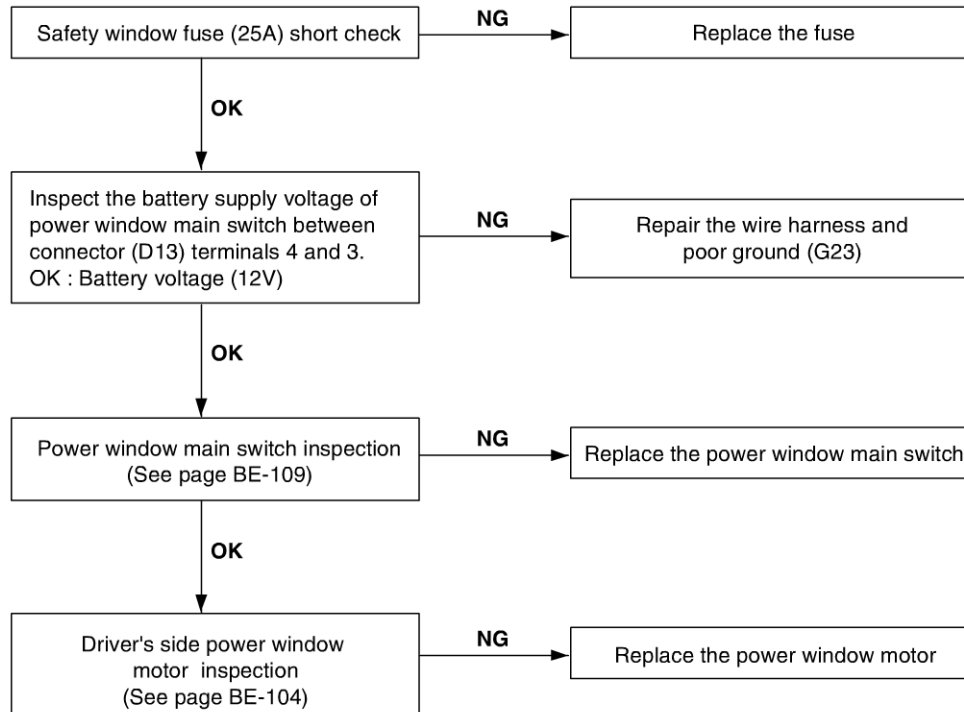 Safety window fuse (25A) short check
NG
Replace the fuse
OK
Inspect the battery supply voltage of
power window main switch between
connector (D13) terminals 4 and 3.
OK : Battery voltage (12V)
NG
Repair the wire harness and
poor ground (G23)
OK
Power window main switch inspection
(See page BE-109)
NG
Replace the power window main switch
OK
Driver's side power window
motor inspection
(See page BE-104)
NG
Replace the power window motor